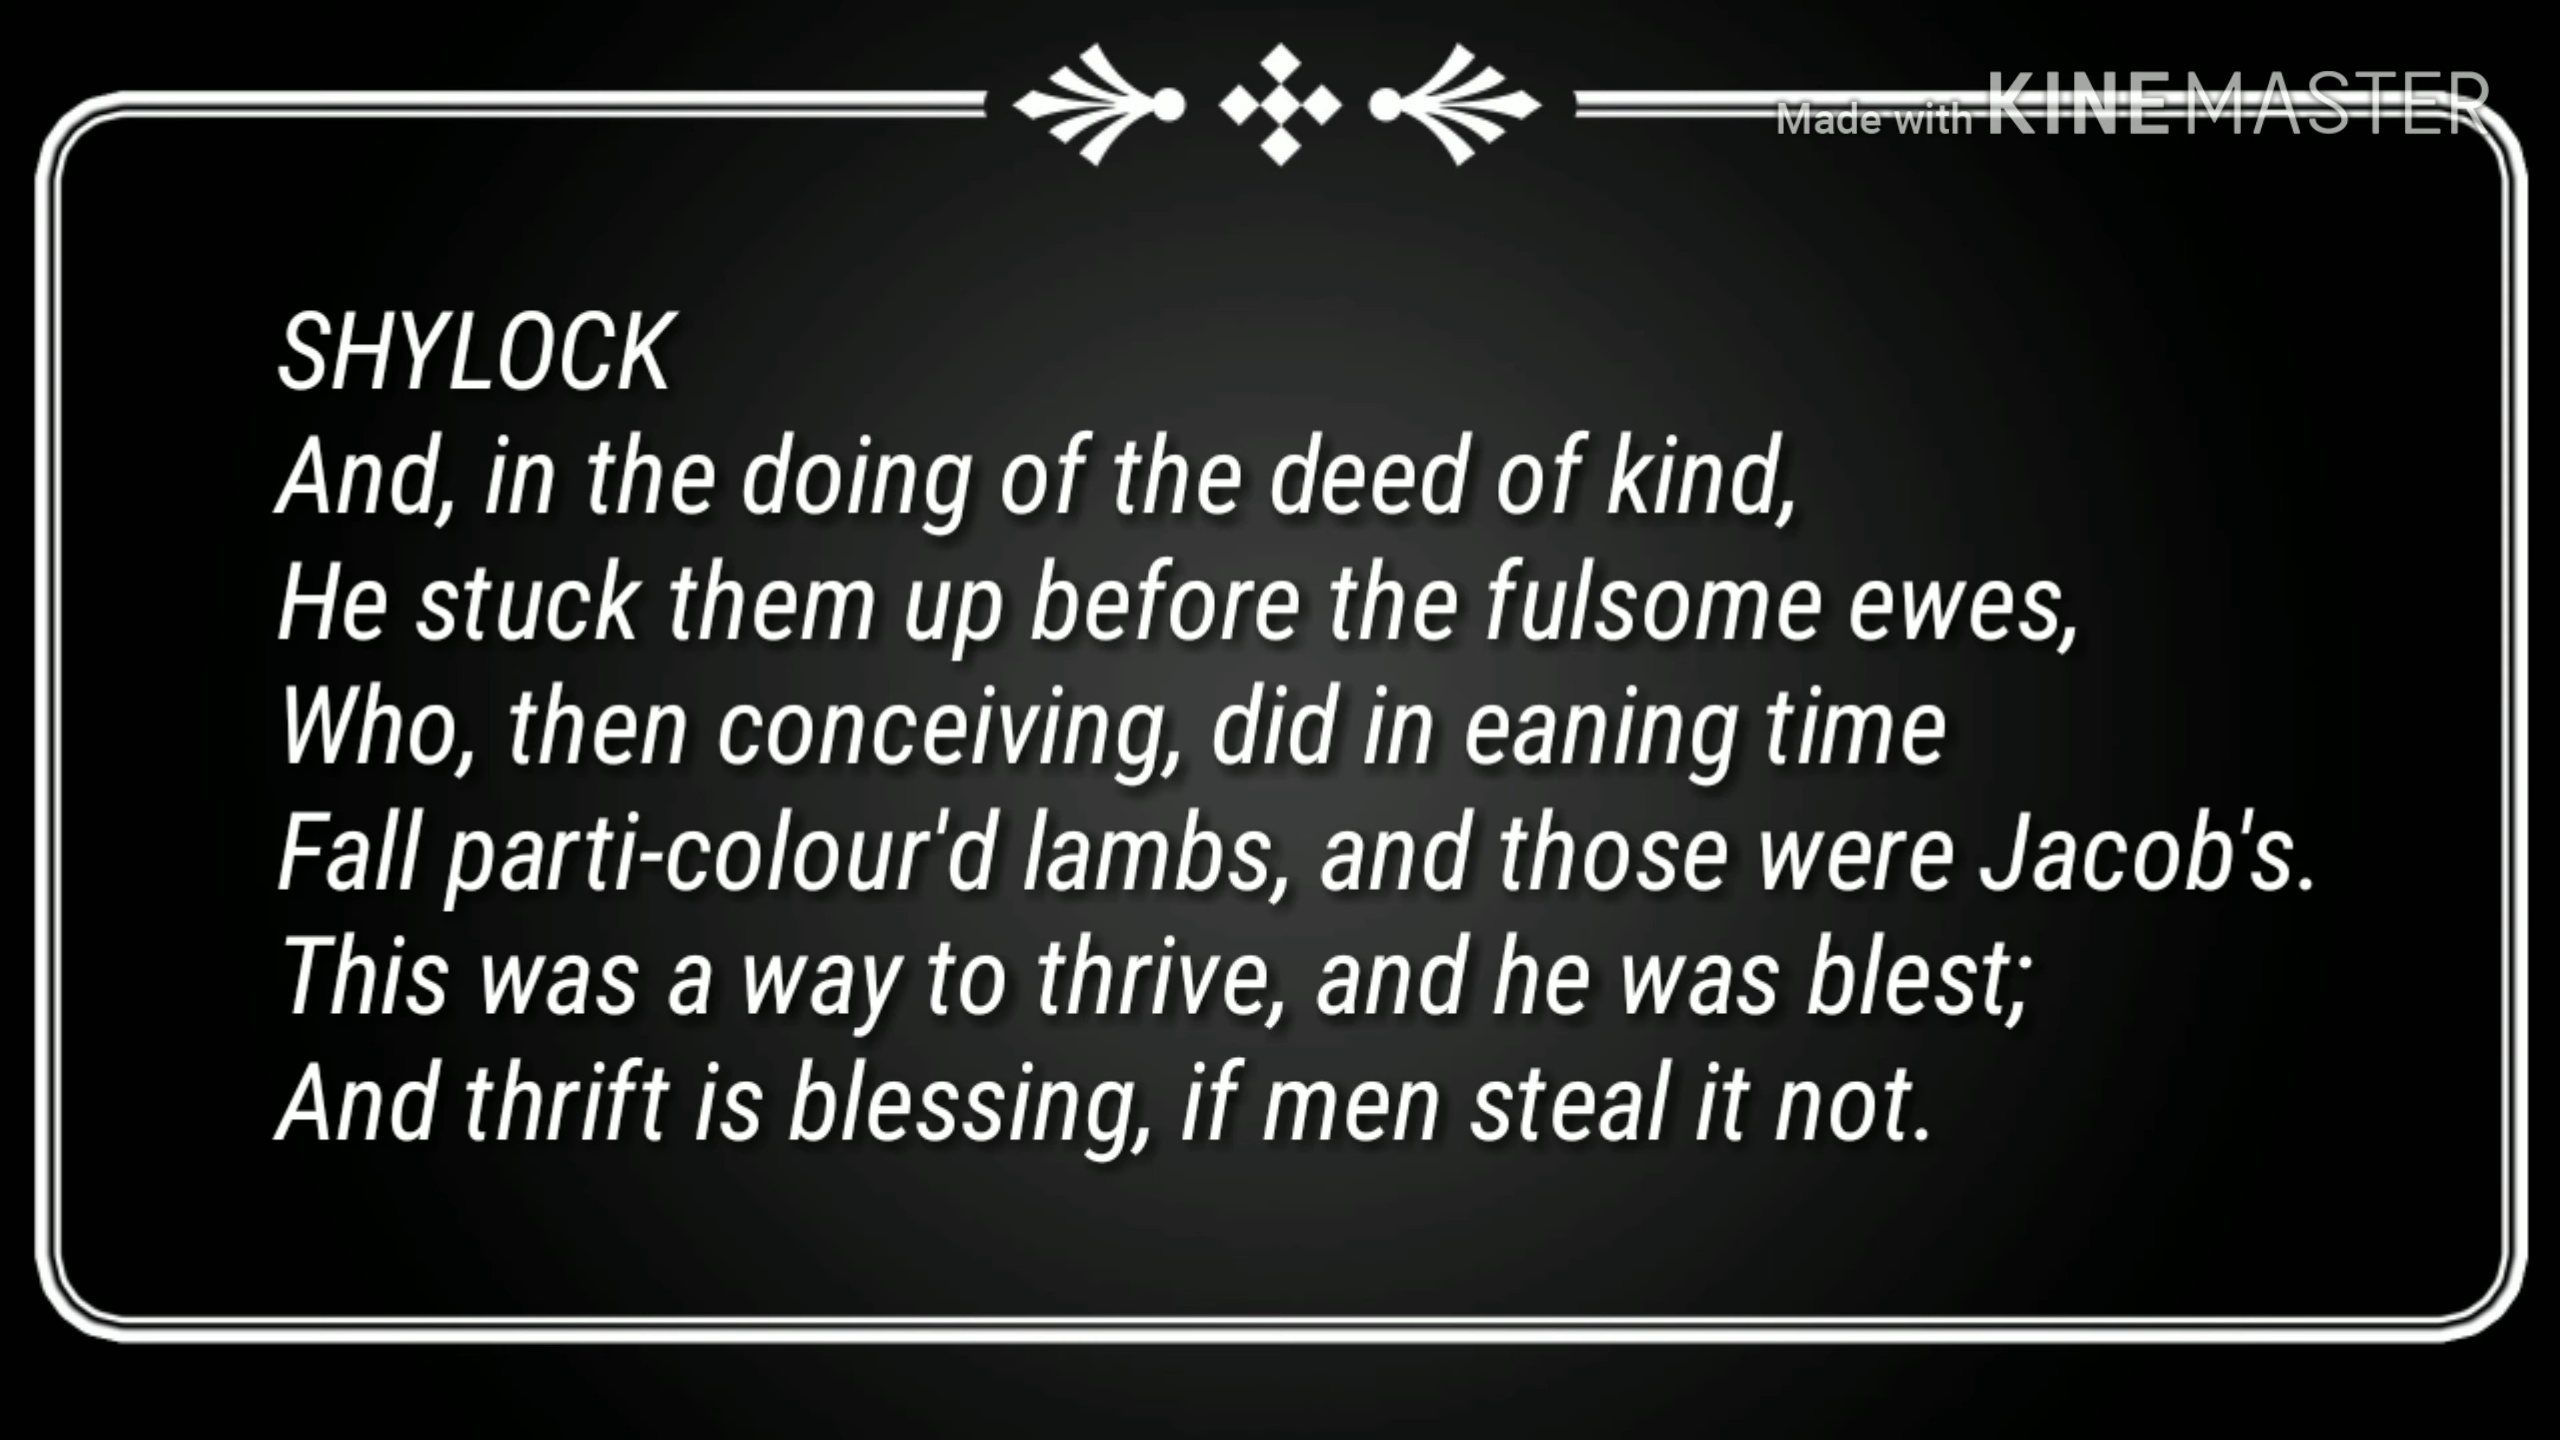 Made with KINEMASTER
SHYLOCK
And, in the doing of the deed of kind,
He stuck them up before the fulsome ewes,
Who, then conceiving, did in eaning time
Fall parti-colour'd lambs, and those were Jacob's.
This was a way to thrive, and he was blest;
And thrift is blessing, if men steal it not.